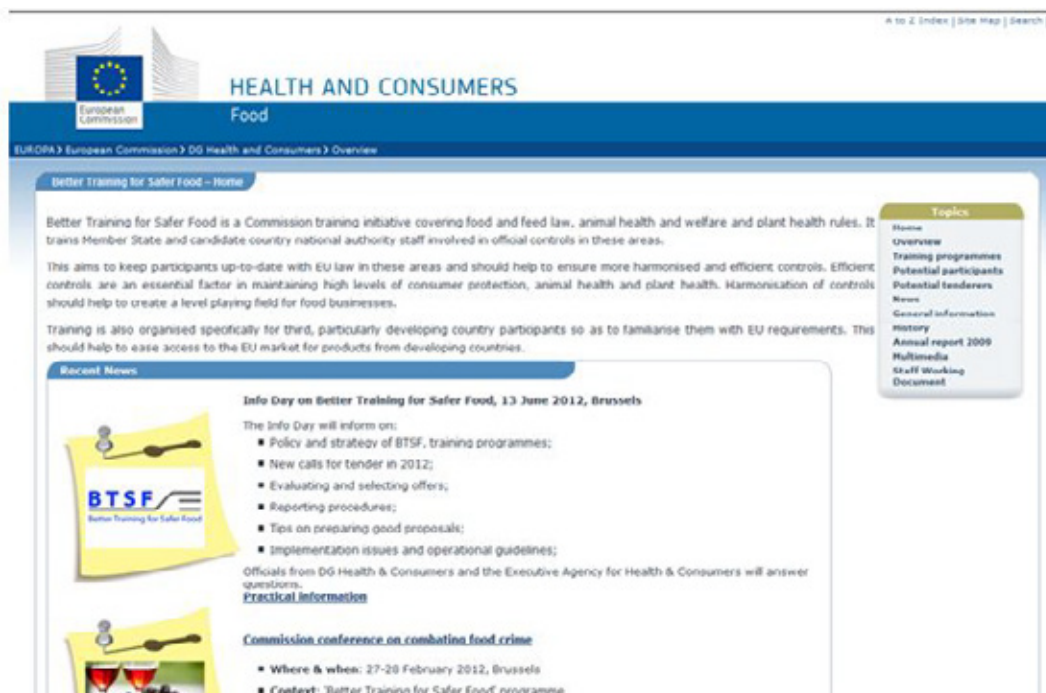 A to Z Index | Site Map | Search
European
Commission
HEALTH AND CONSUMERS
Food
EUROPA > European Commission > DG Health and Consumers > Overview
Better Training for Safer Food – Home
Better Training for Safer Food is a Commission training initiative covering food and feed law, animal health and welfare and plant health rules. It
trains Member State and candidate country national authority staff involved in official controls in these areas.
This aims to keep participants up-to-date with EU law in these areas and should help to ensure more harmonised and efficient controls. Efficient
controls are an essential factor in maintaining high levels of consumer protection, animal health and plant health. Harmonisation of controls
should help to create a level playing field for food businesses.
Training is also organised specifically for third, particularly developing country participants so as to familiarise them with EU requirements. This
should help to ease access to the EU market for products from developing countries.
Topics
Home
Overview
Training programmes
Potential participants
Potential tenderers
News
General information
History
Annual report 2009
Multimedia
Staff Working
Document
Recent News
BTSF
Better Training for Safer Food
Info Day on Better Training for Safer Food, 13 June 2012, Brussels
The Info Day will inform on:
▪ Policy and strategy of BTSF, training programmes;
▪ New calls for tender in 2012;
▪ Evaluating and selecting offers;
▪ Reporting procedures;
▪ Tips on preparing good proposals;
▪ Implementation issues and operational guidelines;
Officials from DG Health & Consumers and the Executive Agency for Health & Consumers will answer
questions.
Practical information
Commission conference on combating food crime
▪ Where & when: 27-28 February 2012, Brussels
▪ Context: 'Better Training for Safer Food' programme